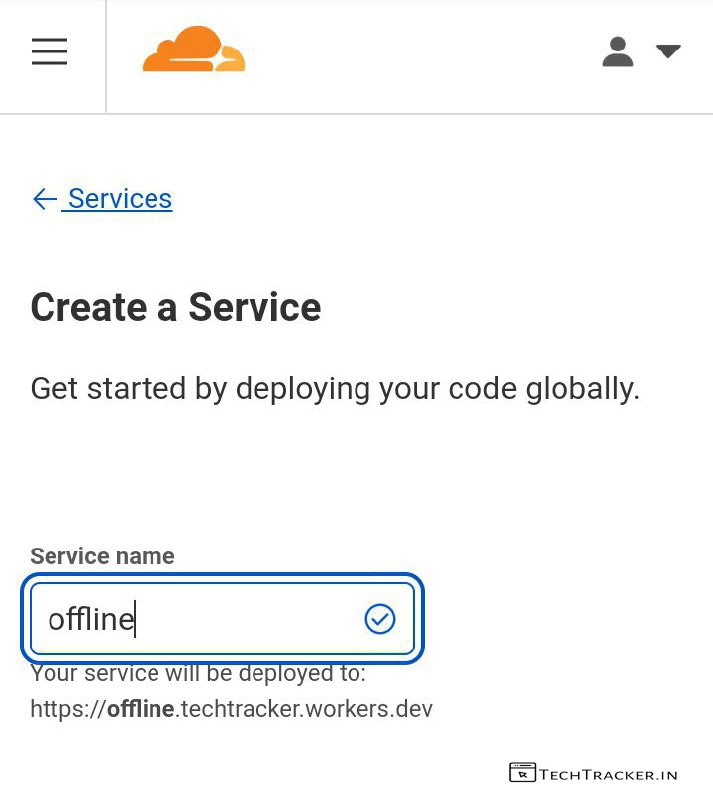 Services
Create a Service
Get started by deploying your code globally.
Service name
offline
Your service will be deployed to:
https://offline.techtracker.workers.dev
TECHTRACKER.IN